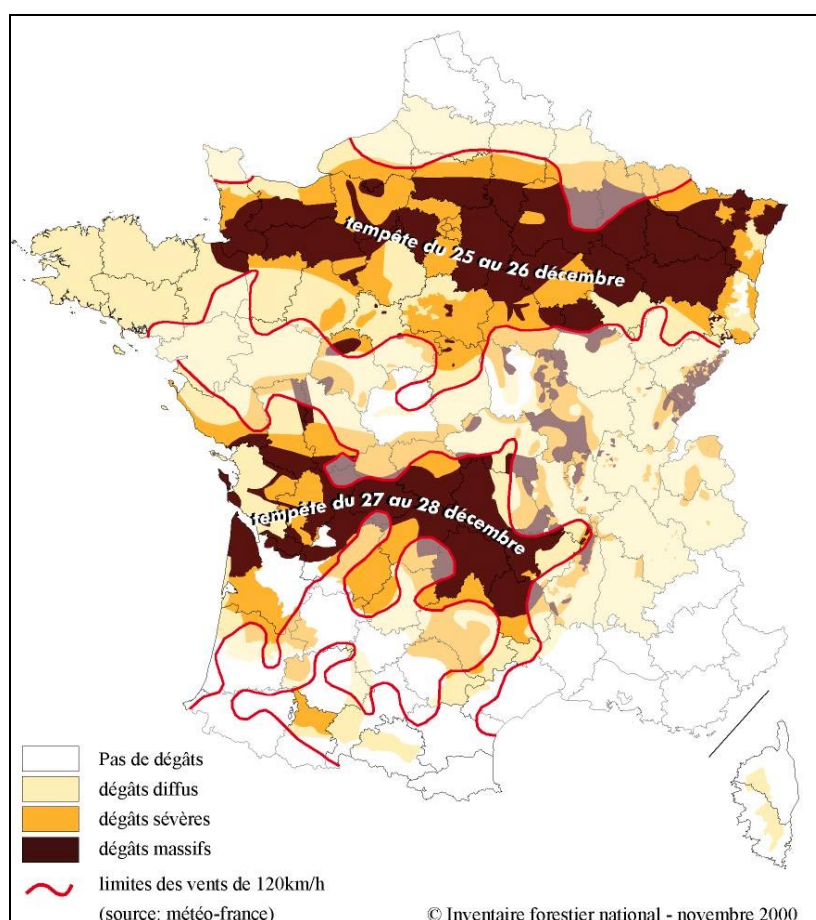 tempête du 25 au 26 décembre
tempête du 27 au 28 décembre
Pas de dégâts
dégâts diffus
dégâts sévères
dégâts massifs
limites des vents de 120km/h
(source: météo-france)
© Inventaire forestier national - novembre 2000